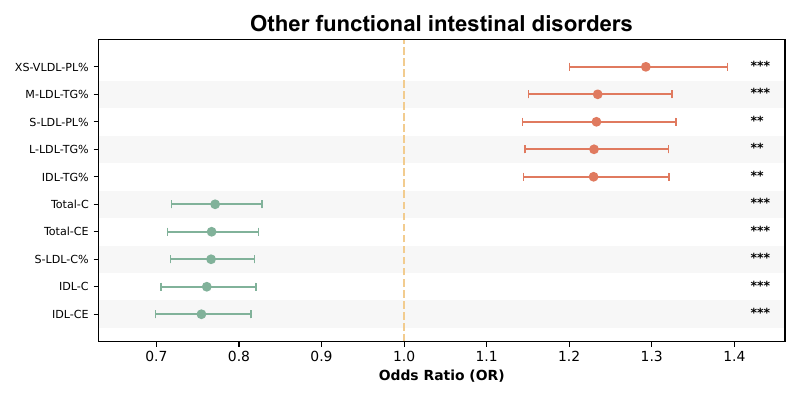 Other functional intestinal disorders
XS-VLDL-PL% ***
M-LDL-TG% ***
S-LDL-PL% **
L-LDL-TG% **
IDL-TG% **
Total-C ***
Total-CE ***
S-LDL-C% ***
IDL-C ***
IDL-CE ***
0.7 0.8 0.9 1.0 1.1 1.2 1.3 1.4
Odds Ratio (OR)